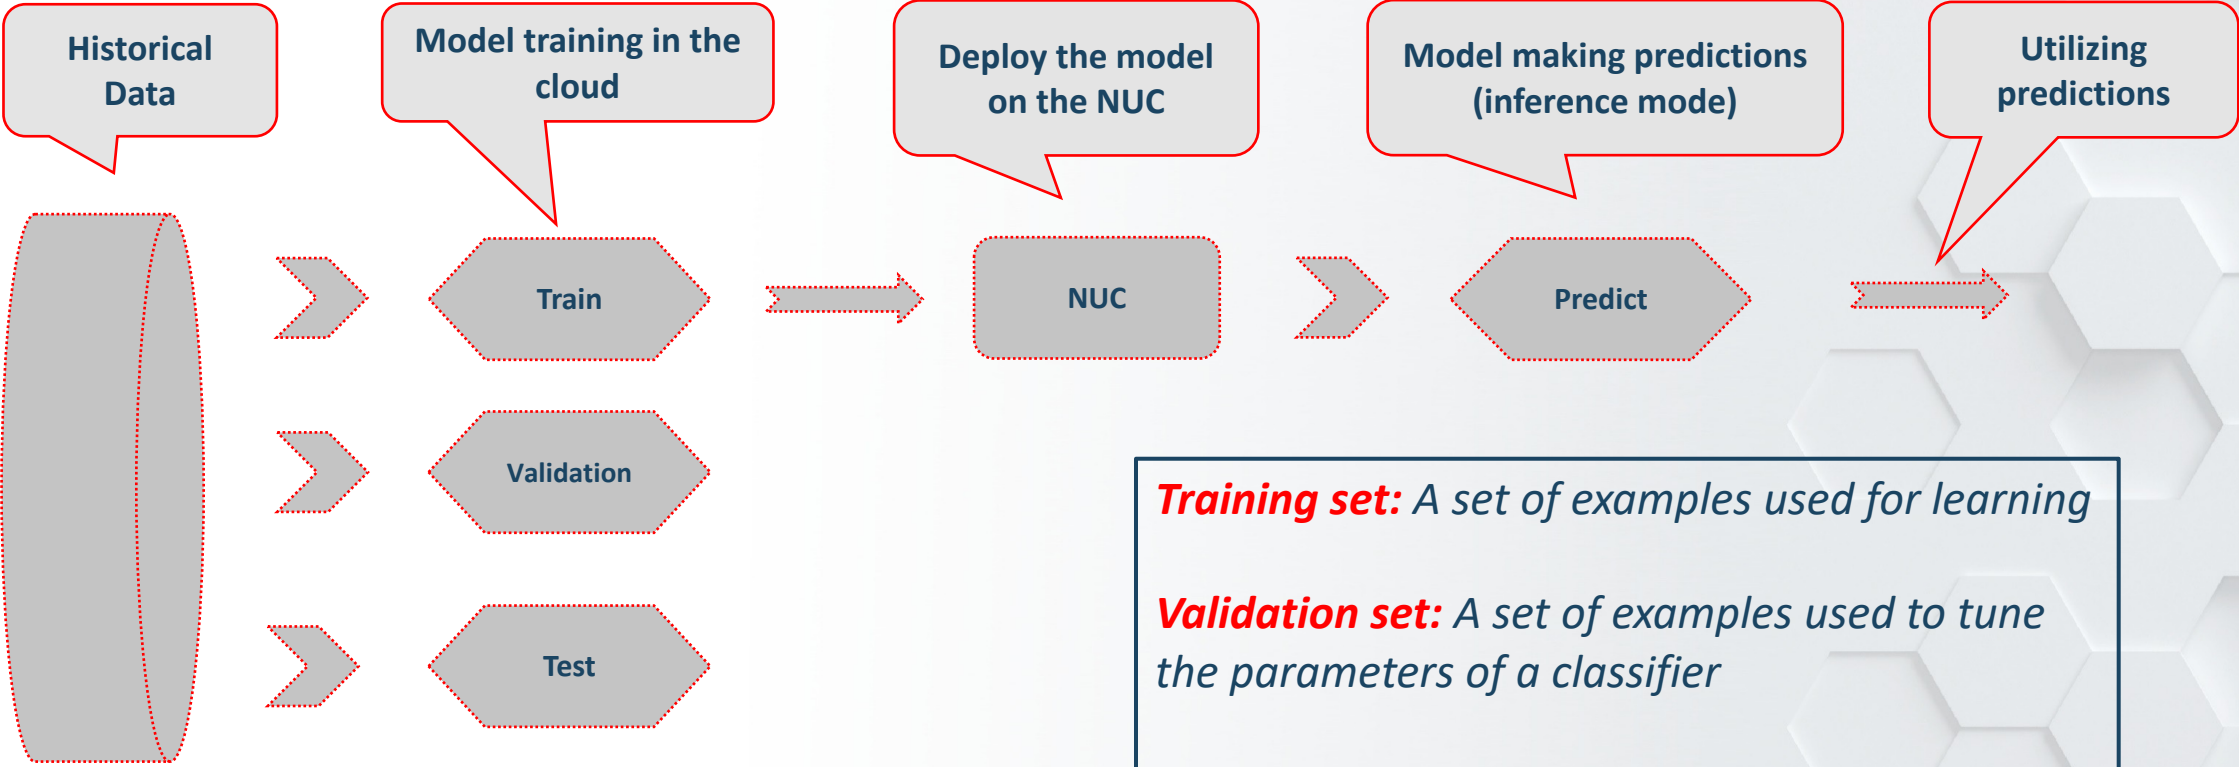 Historical
Data
Model training in the
cloud
Deploy the model
on the NUC
Model making predictions
(inference mode)
Utilizing
predictions
Train
NUC
Predict
Validation
Test
Training set: A set of examples used for learning
Validation set: A set of examples used to tune
the parameters of a classifier